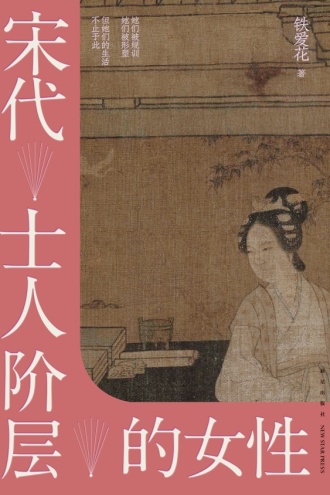 宋代
士人阶层
的女性
她们被规训
她们被形塑
但她们的生活
不止于此
铁爱花 著
新星出版社 NEW STAR PRESS